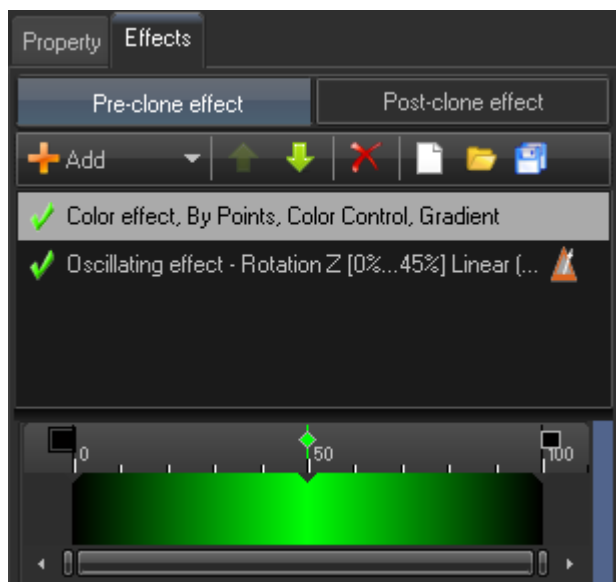 Property Effects
Pre-clone effect Post-clone effect
Add
Color effect, By Points, Color Control, Gradient
Oscillating effect - Rotation Z [0%...45%] Linear (...
0 50 100